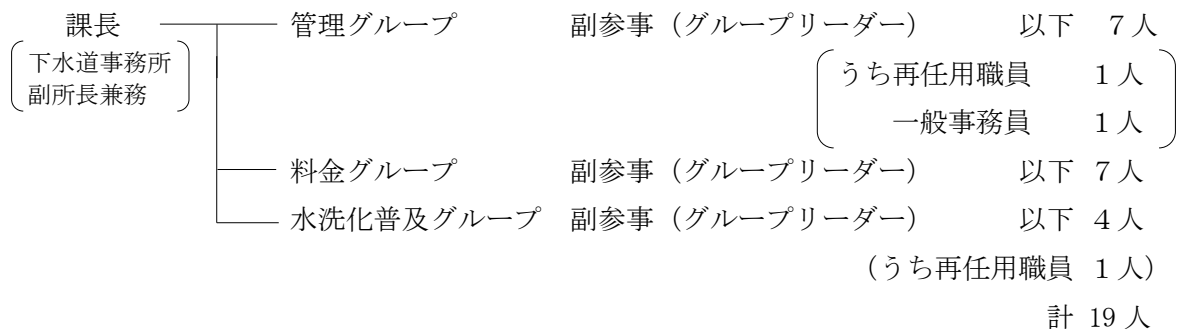 課長 管理グループ 副参事（グループリーダー） 以下 7人
下水道事務所
副所長兼務
うち再任用職員 1人
一般事務員 1人
料金グループ 副参事（グループリーダー） 以下 7人
水洗化普及グループ 副参事（グループリーダー） 以下 4人
（うち再任用職員 1人）
計 19人